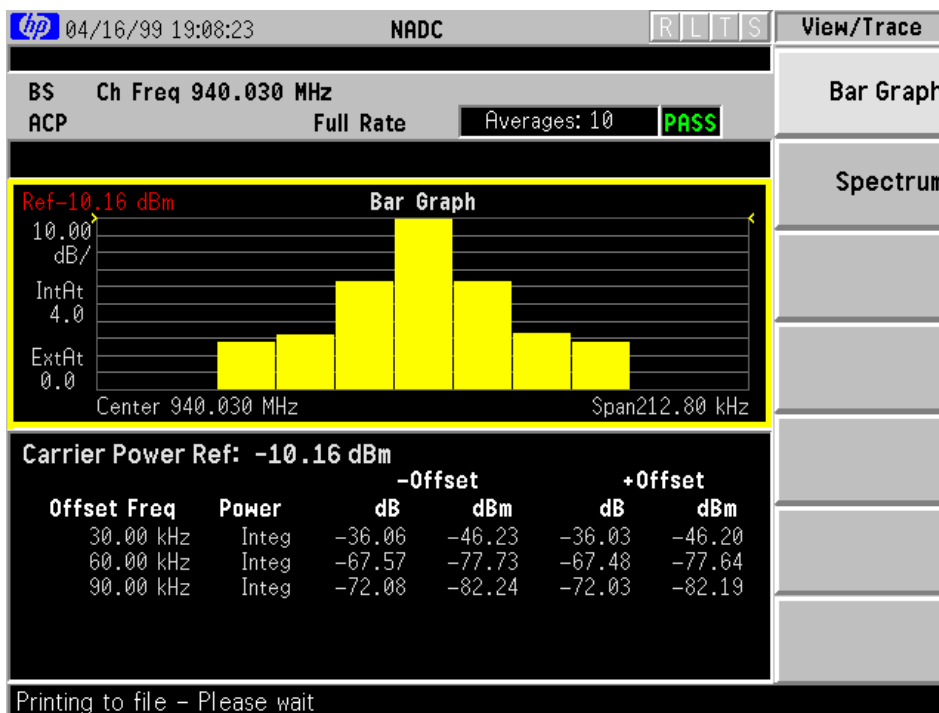 hp 04/16/99 19:08:23 NADC R L T S View/Trace
BS Ch Freq 940.030 MHz
ACP Full Rate Averages: 10 PASS
Bar Graph
Spectrum
Ref-10.16 dBm Bar Graph
10.00
dB/
IntAt
4.0
ExtAt
0.0
Center 940.030 MHz Span212.80 kHz
Carrier Power Ref: -10.16 dBm
-Offset +Offset
Offset Freq Power dB dBm dB dBm
30.00 kHz Integ -36.06 -46.23 -36.03 -46.20
60.00 kHz Integ -67.57 -77.73 -67.48 -77.64
90.00 kHz Integ -72.08 -82.24 -72.03 -82.19
Printing to file - Please wait